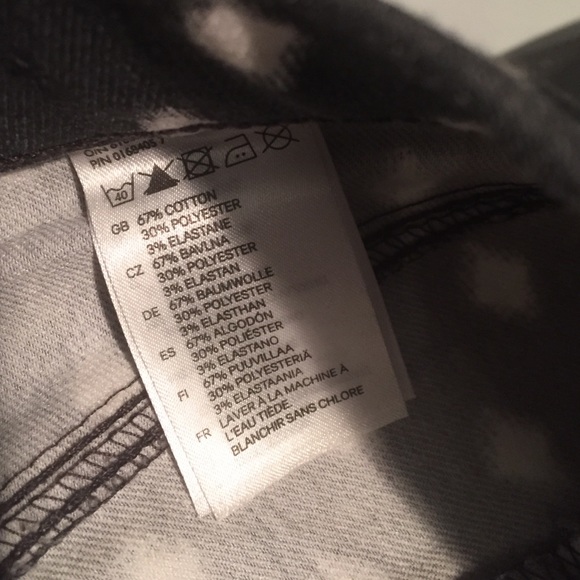 P/N 0168405 7
40
GB 67% COTTON
30% POLYESTER
3% ELASTANE
CZ 67% BAVLNA
30% POLYESTER
3% ELASTAN
DE 67% BAUMWOLLE
30% POLYESTER
3% ELASTHAN
ES 67% ALGODÓN
30% POLIÉSTER
3% ELASTANO
FI 67% PUUVILLAA
30% POLYESTERIÄ
3% ELASTAANIA
FR LAVER À LA MACHINE À
L'EAU TIÈDE.
BLANCHIR SANS CHLORE